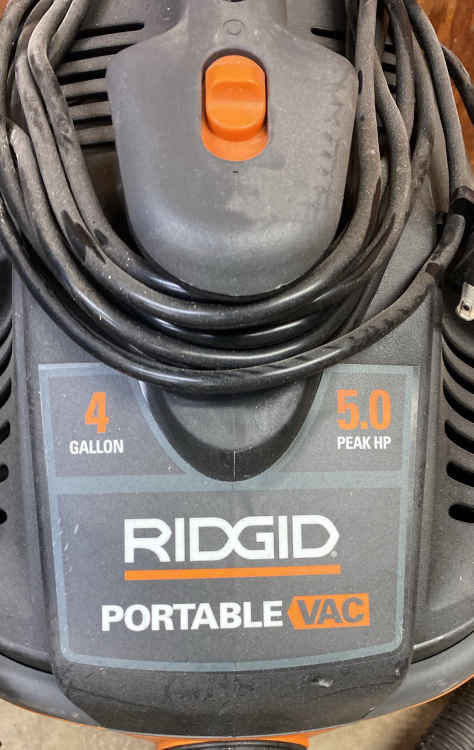 4
GALLON
5.0
PEAK HP
RIDGID®
PORTABLE VAC